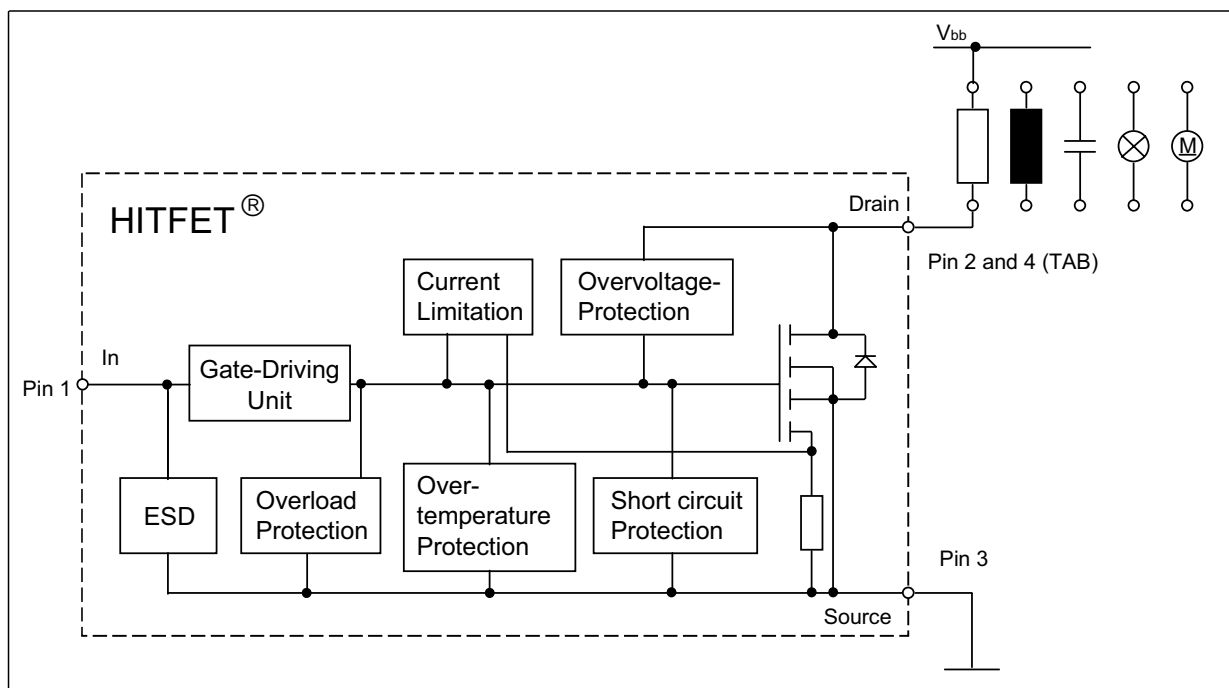 Vbb
HITFET ®
Drain
Pin 2 and 4 (TAB)
Current
Limitation
Overvoltage-
Protection
In
Pin 1
Gate-Driving
Unit
M
ESD
Overload
Protection
Over-
temperature
Protection
Short circuit
Protection
Pin 3
Source